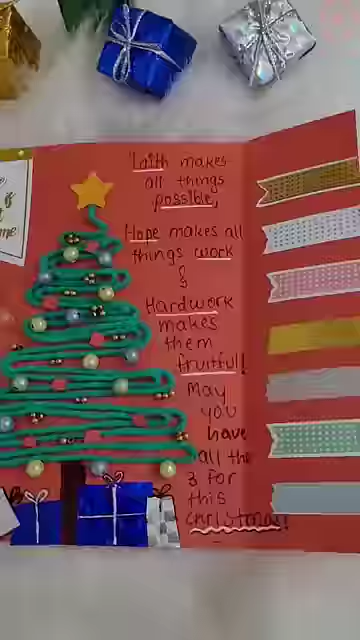 Faith makes
all things
possible,
Hope makes all
things work
&
Hardwork
makes
them
fruitful!
May
you
have
all the
3 for
this
christmas!